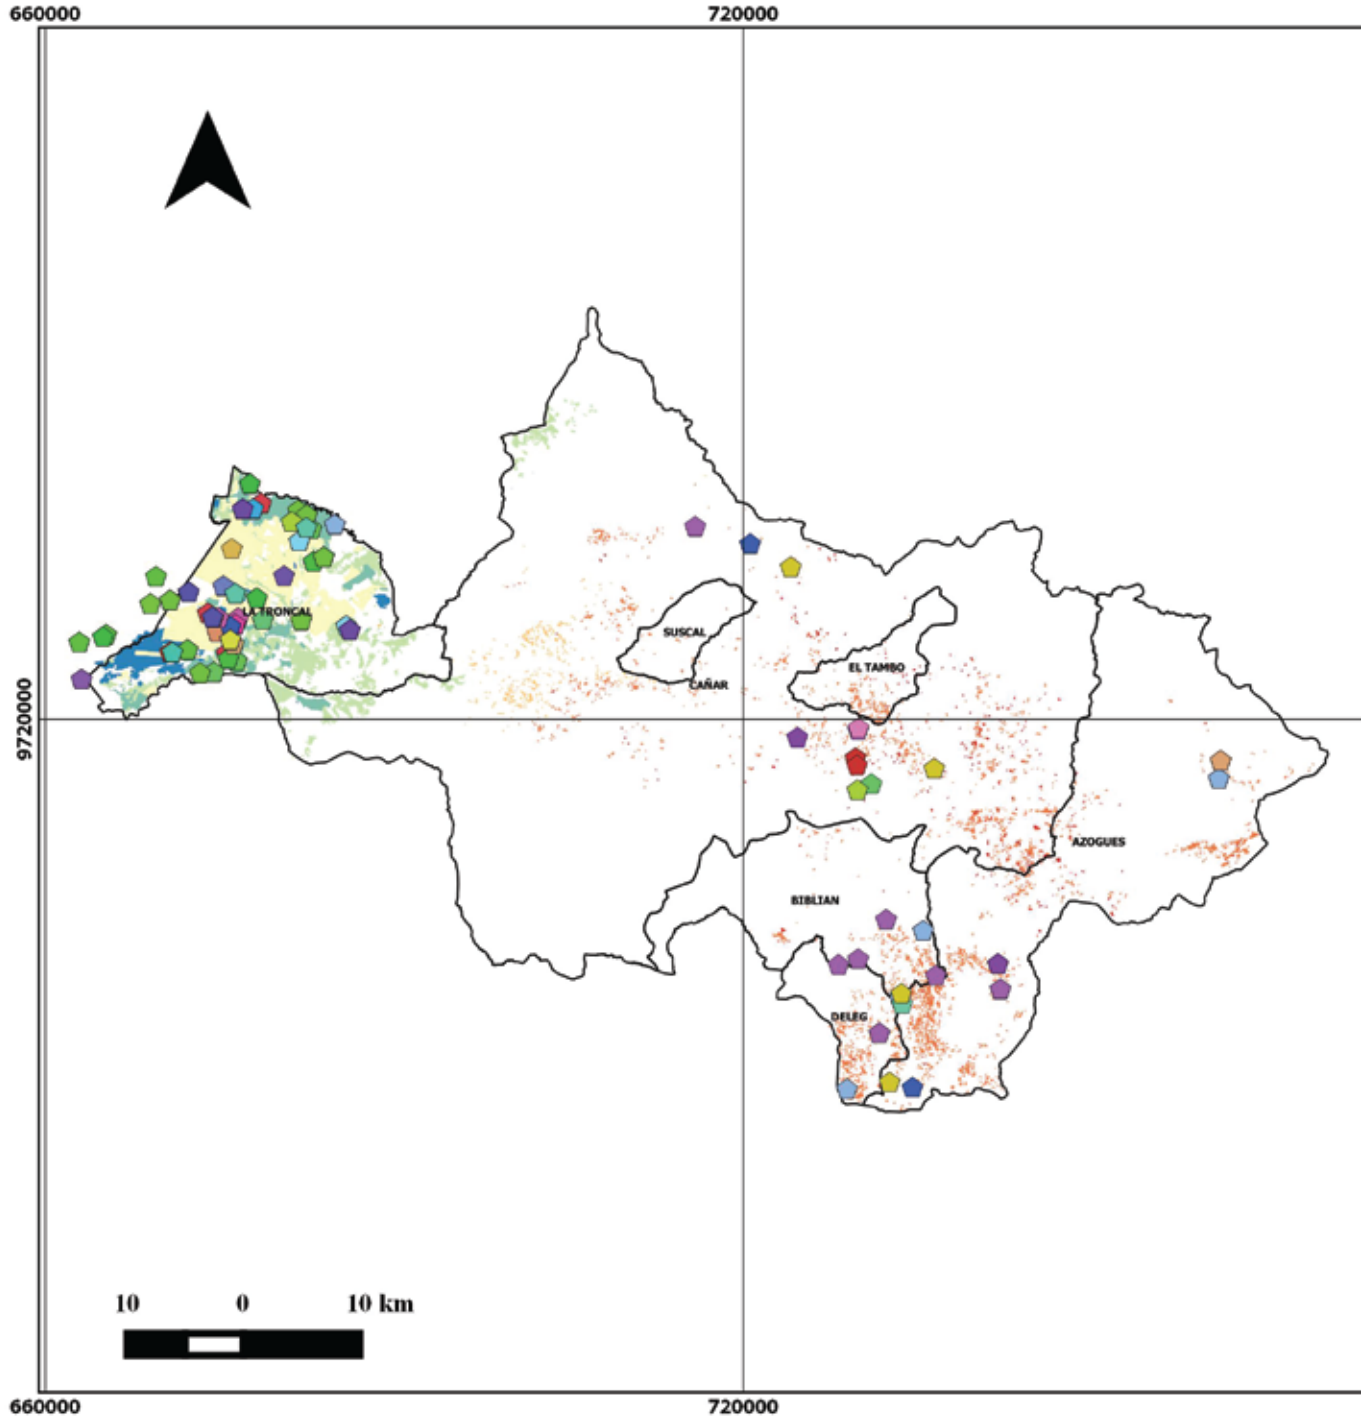 660000 720000
LA TRONCAL
SUSCAL
EL TAMBO
CAÑAR
9720000
AZOGUES
BIBLIAN
DELEG
10 0 10 km
660000 720000